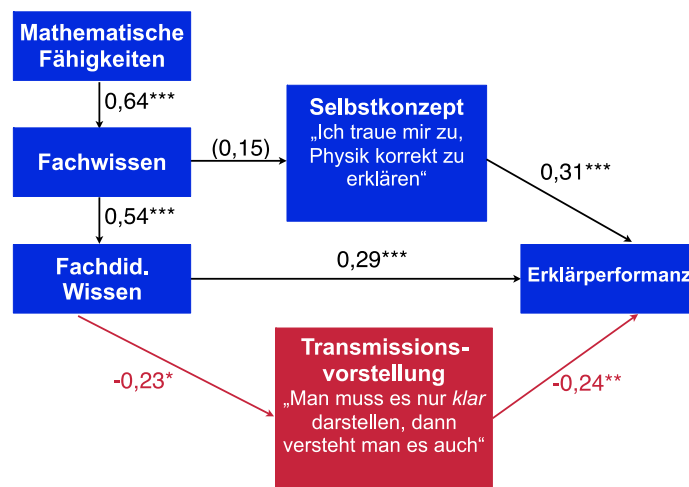 Mathematische
Fähigkeiten
0,64***
Selbstkonzept
„Ich traue mir zu,
Physik korrekt zu
erklären“
Fachwissen
(0,15)
0,31***
0,54***
Fachdid.
Wissen
0,29***
Erklärperformanz
-0,23*
Transmissions-
vorstellung
„Man muss es nur klar
darstellen, dann
versteht man es auch“
-0,24**